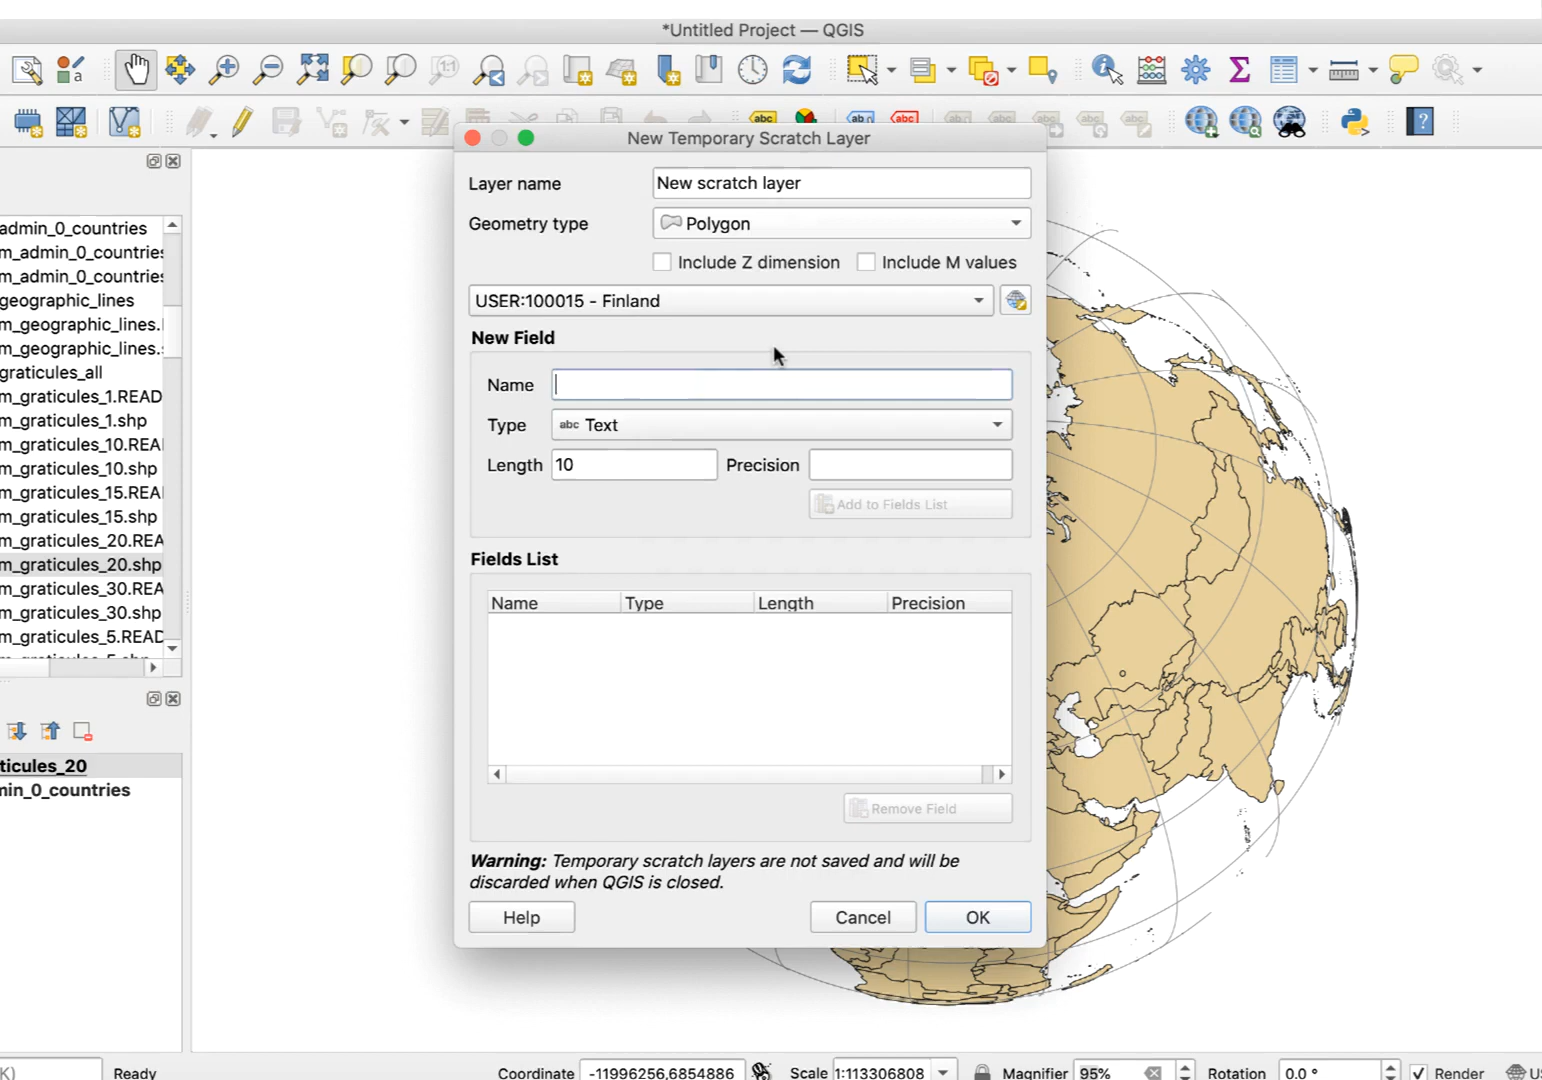 *Untitled Project — QGIS
New Temporary Scratch Layer
Layer name
New scratch layer
Geometry type
Polygon
Include Z dimension
Include M values
USER:100015 - Finland
New Field
Name
Type
abc Text
Length
10
Precision
Add to Fields List
Fields List
Name
Type
Length
Precision
Remove Field
Warning: Temporary scratch layers are not saved and will be
discarded when QGIS is closed.
Help
Cancel
OK
admin_0_countries
m_admin_0_countries
m_admin_0_countries
geographic_lines
m_geographic_lines.
m_geographic_lines.
graticules_all
m_graticules_1.READ
m_graticules_1.shp
m_graticules_10.REA
m_graticules_10.shp
m_graticules_15.REA
m_graticules_15.shp
m_graticules_20.REA
m_graticules_20.shp
m_graticules_30.REA
m_graticules_30.shp
m_graticules_5.READ
ticules_20
min_0_countries
K)
Ready
Coordinate
-11996256,6854886
Scale
1:113306808
Magnifier
95%
Rotation
0.0 °
Render